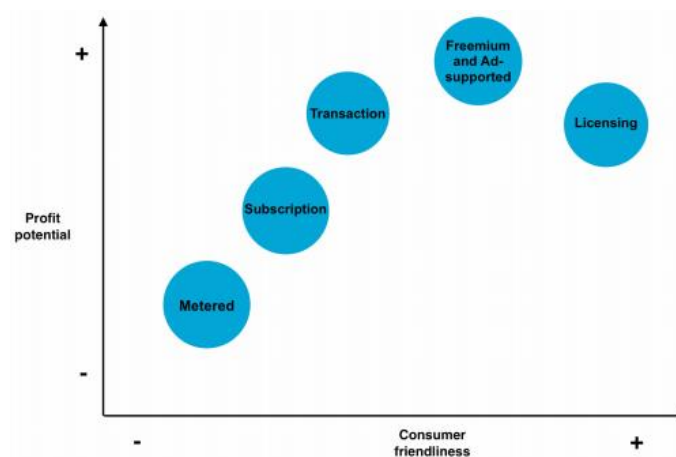 +
Freemium
and Ad-
supported
Transaction
Licensing
Subscription
Profit
potential
Metered
-
-
Consumer
friendliness
+